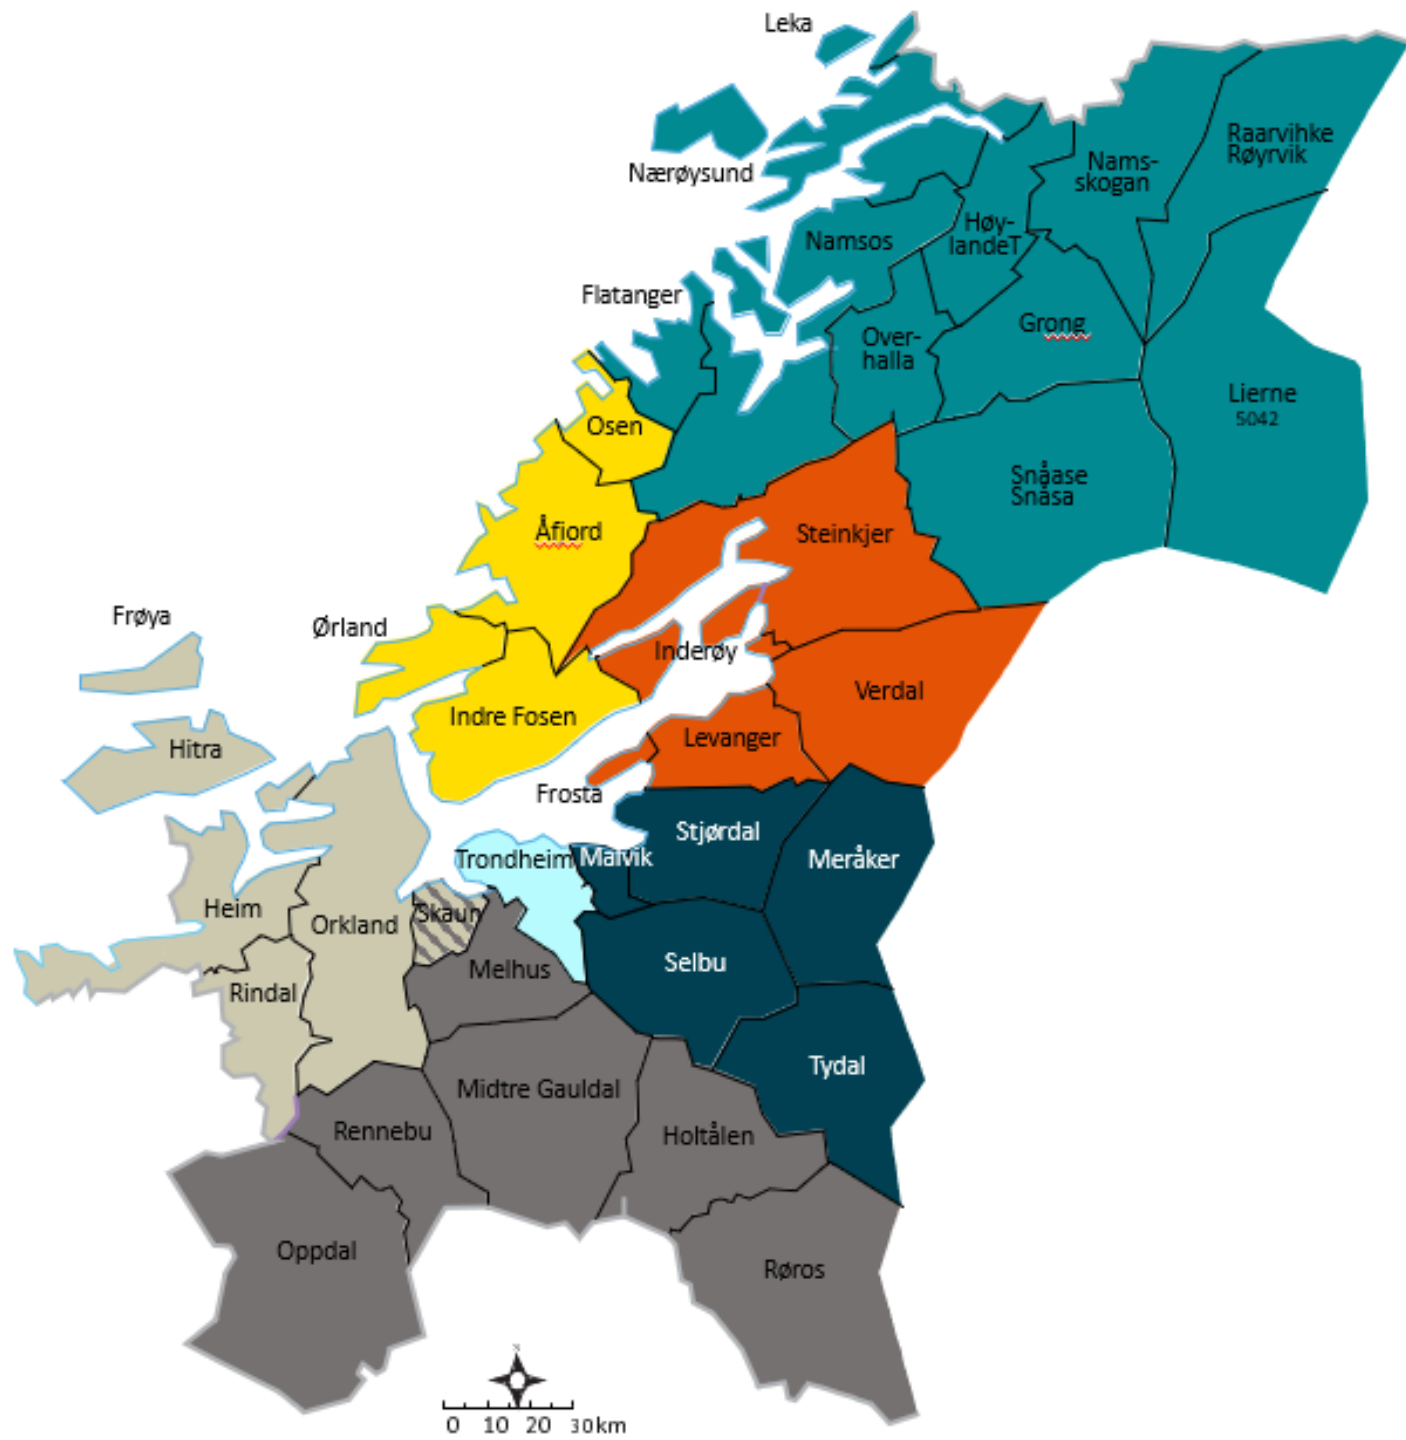 Leka
Raarvihke
Røyrvik
Nams-
skogan
Nærøysund
Høy-
landeT
Namsos
Flatanger
Grong
Over-
halla
Lierne
5042
Osen
Snåase
Snåsa
Åfiord
Steinkjer
Frøya
Ørland
Inderøy
Verdal
Indre Fosen
Hitra
Levanger
Frosta
Stjørdal
Trondheim
Malvik
Meråker
Heim
Orkland
Skaun
Selbu
Melhus
Rindal
Tydal
Midtre Gauldal
Rennebu
Holtålen
Oppdal
Røros
0 10 20 30km